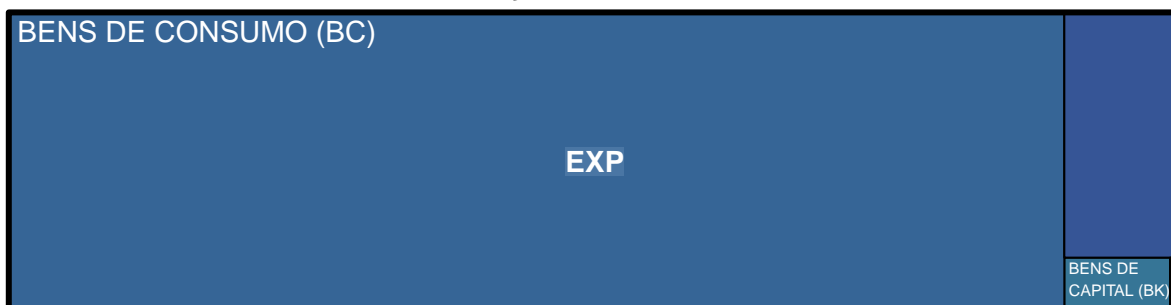 BENS DE CONSUMO (BC)
EXP
BENS DE
CAPITAL (BK)